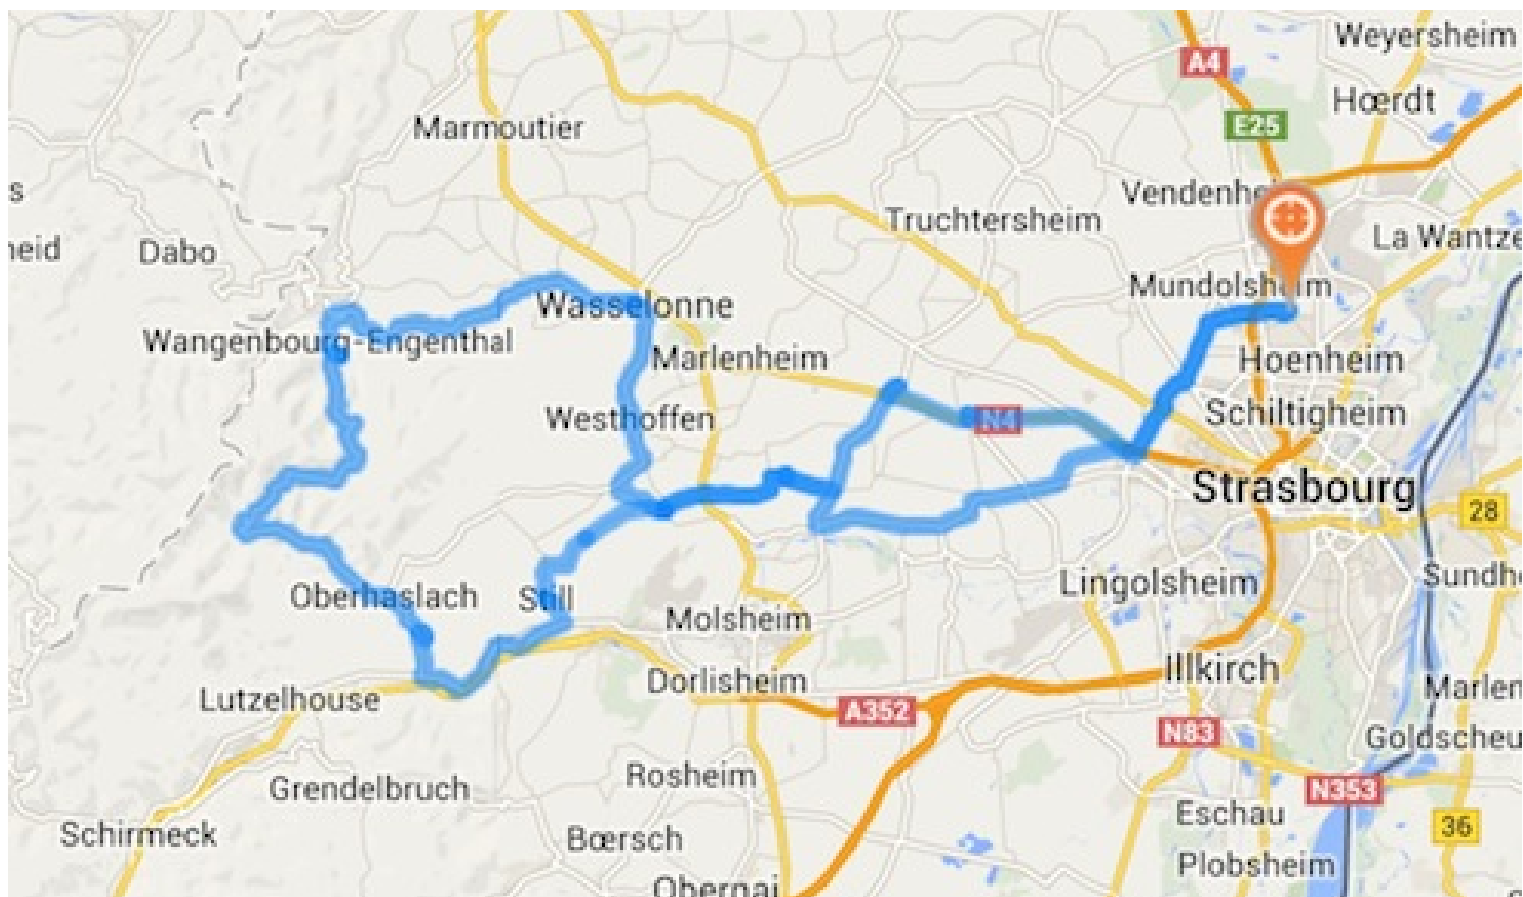 Weyersheim
A4
Hœrdt
E25
Marmoutier
s
Vendenhe
Truchtersheim
La Wantze
heid
Dabo
Mundolsheim
Wasselonne
Wangenbourg-Engenthal
Marlenheim
Hoenheim
Westhoffen
N4
Schiltigheim
Strasbourg
28
Oberhaslach
Still
Lingolsheim
Sundh
Molsheim
Illkirch
Dorlisheim
Lutzelhouse
A352
Marlen
N83
Goldscheu
Rosheim
Grendelbruch
N353
Eschau
36
Schirmeck
Bœrsch
Plobsheim
Obernai